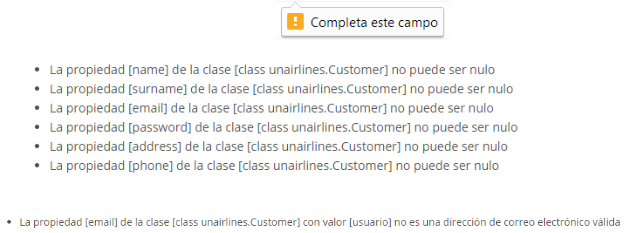 Completa este campo
• La propiedad [name] de la clase [class unairlines.Customer] no puede ser nulo
• La propiedad [surname] de la clase [class unairlines.Customer] no puede ser nulo
• La propiedad [email] de la clase [class unairlines.Customer] no puede ser nulo
• La propiedad [password] de la clase [class unairlines.Customer] no puede ser nulo
• La propiedad [address] de la clase [class unairlines.Customer] no puede ser nulo
• La propiedad [phone] de la clase [class unairlines.Customer] no puede ser nulo
• La propiedad [email] de la clase [class unairlines.Customer] con valor [usuario] no es una dirección de correo electrónico válida